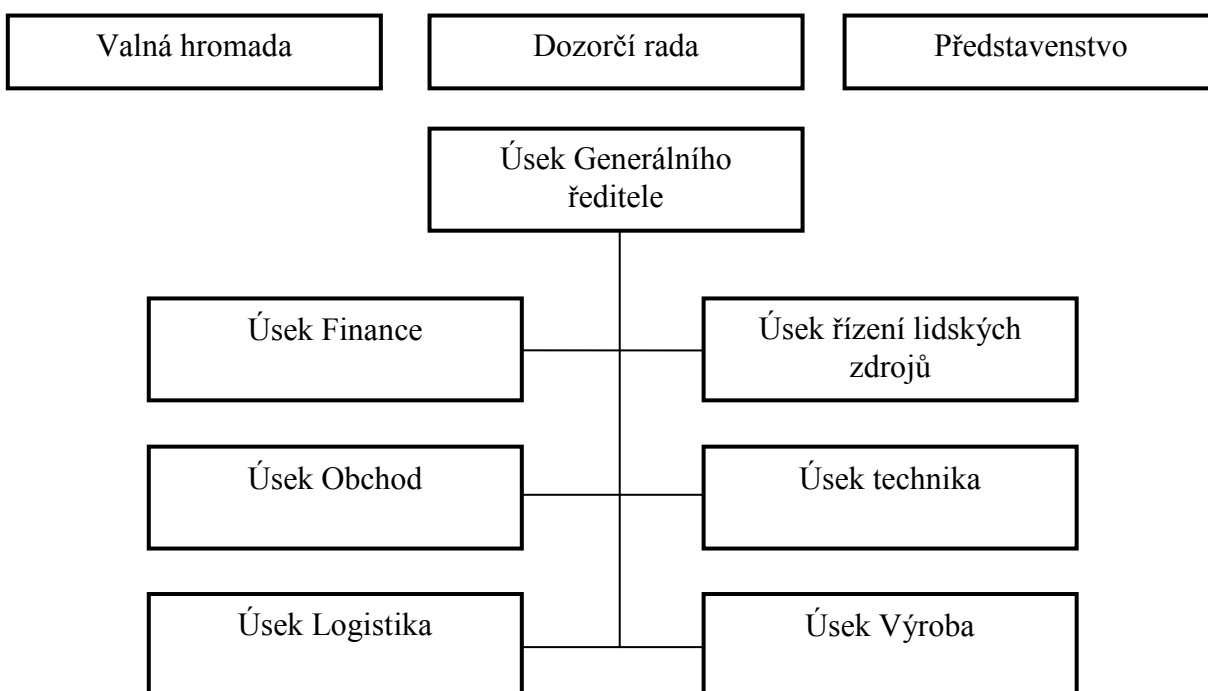 Valná hromada
Dozorčí rada
Představenstvo
Úsek Generálního
ředitele
Úsek Finance
Úsek řízení lidských
zdrojů
Úsek Obchod
Úsek technika
Úsek Logistika
Úsek Výroba